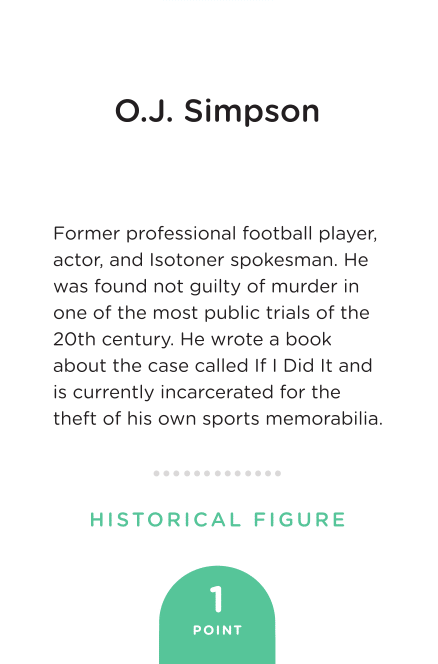 O.J. Simpson
Former professional football player,
actor, and Isotoner spokesman. He
was found not guilty of murder in
one of the most public trials of the
20th century. He wrote a book
about the case called If I Did It and
is currently incarcerated for the
theft of his own sports memorabilia.
HISTORICAL FIGURE
1
POINT